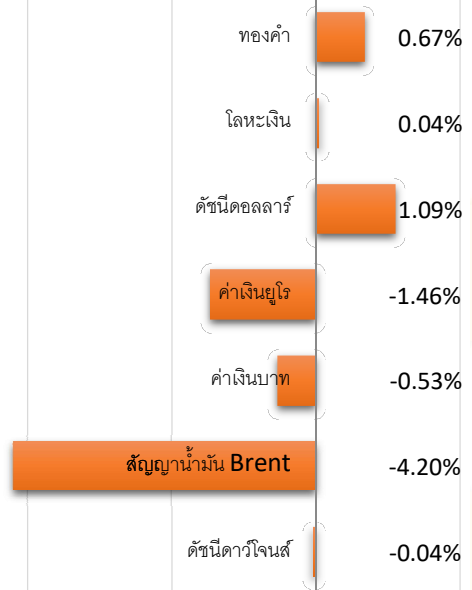 ทองคำ 0.67%
โลหะเงิน 0.04%
ดัชนีดอลลาร์ 1.09%
ค่าเงินยูโร -1.46%
ค่าเงินบาท -0.53%
สัญญาน้ำมัน Brent -4.20%
ดัชนีดาวโจนส์ -0.04%